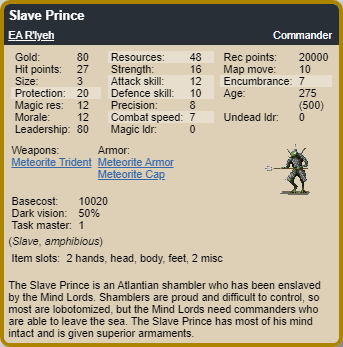 Slave Prince
EA R'lyeh Commander
Gold: 80 Resources: 48 Rec points: 20000
Hit points: 27 Strength: 16 Map move: 10
Size: 3 Attack skill: 12 Encumbrance: 7
Protection: 20 Defence skill: 10 Age: 275
Magic res: 12 Precision: 8 (500)
Morale: 12 Combat speed: 7 Undead ldr: 0
Leadership: 80 Magic ldr: 0
Weapons: Armor:
Meteorite Trident Meteorite Armor
Meteorite Cap
Basecost: 10020
Dark vision: 50%
Task master: 1
(Slave, amphibious)
Item slots: 2 hands, head, body, feet, 2 misc
The Slave Prince is an Atlantian shambler who has been enslaved
by the Mind Lords. Shamblers are proud and difficult to control, so
most are lobotomized, but the Mind Lords need commanders who
are able to leave the sea. The Slave Prince has most of his mind
intact and is given superior armaments.